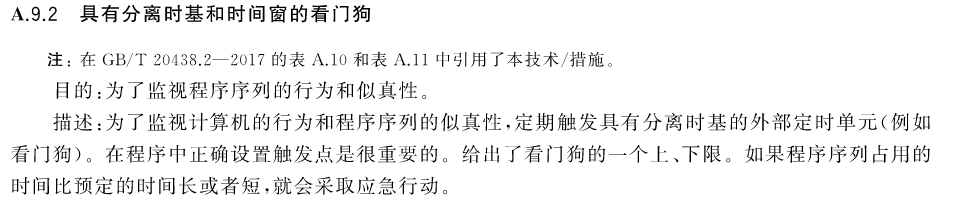 A.9.2 具有分离时基和时间窗的看门狗
注：在 GB/T 20438.2—2017 的表 A.10 和表 A.11 中引用了本技术/措施。
目的:为了监视程序序列的行为和似真性。
描述:为了监视计算机的行为和程序序列的似真性,定期触发具有分离时基的外部定时单元(例如
看门狗)。在程序中正确设置触发点是很重要的。给出了看门狗的一个上、下限。如果程序序列占用的
时间比预定的时间长或者短,就会采取应急行动。